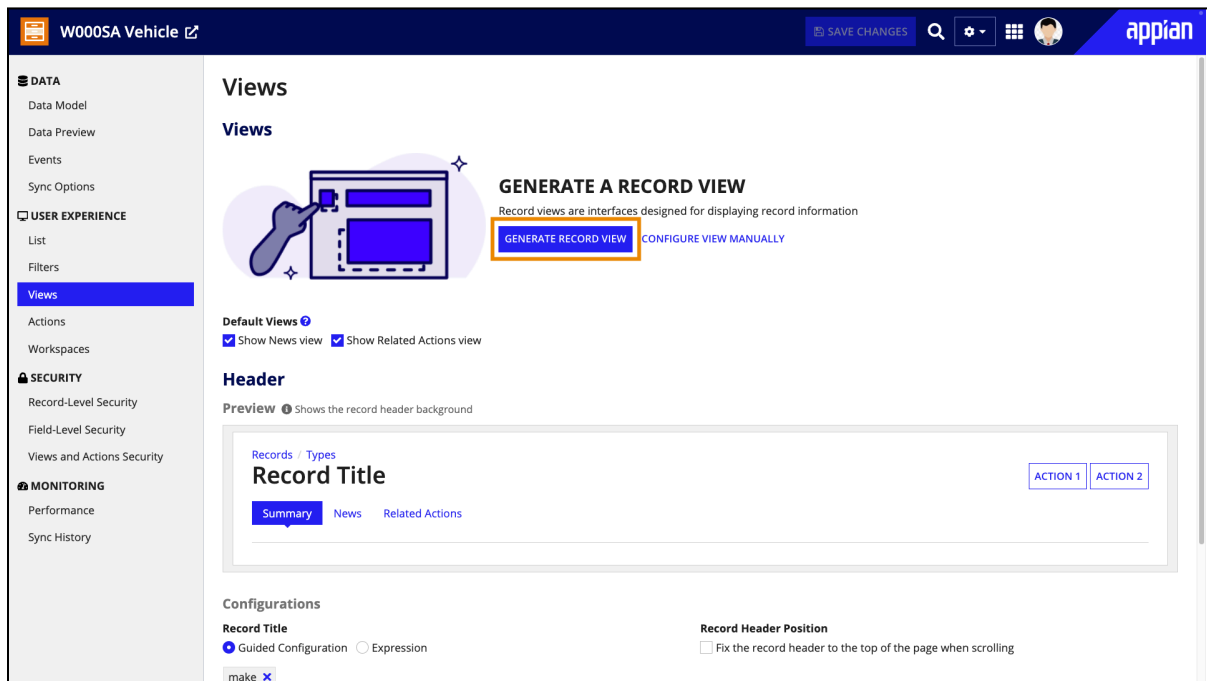 W000SA Vehicle
SAVE CHANGES
appian
DATA
Data Model
Data Preview
Events
Sync Options
USER EXPERIENCE
List
Filters
Views
Actions
Workspaces
SECURITY
Record-Level Security
Field-Level Security
Views and Actions Security
MONITORING
Performance
Sync History
Views
Views
GENERATE A RECORD VIEW
Record views are interfaces designed for displaying record information
GENERATE RECORD VIEW CONFIGURE VIEW MANUALLY
Default Views
Show News view Show Related Actions view
Header
Preview Shows the record header background
Records / Types
Record Title
ACTION 1 ACTION 2
Summary News Related Actions
Configurations
Record Title
Guided Configuration Expression
make
Record Header Position
Fix the record header to the top of the page when scrolling